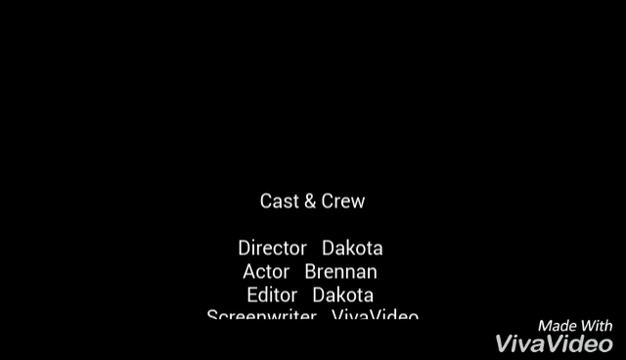 Cast & Crew
Director Dakota
Actor Brennan
Editor Dakota
Screenwriter VivaVideo
Made With
VivaVideo